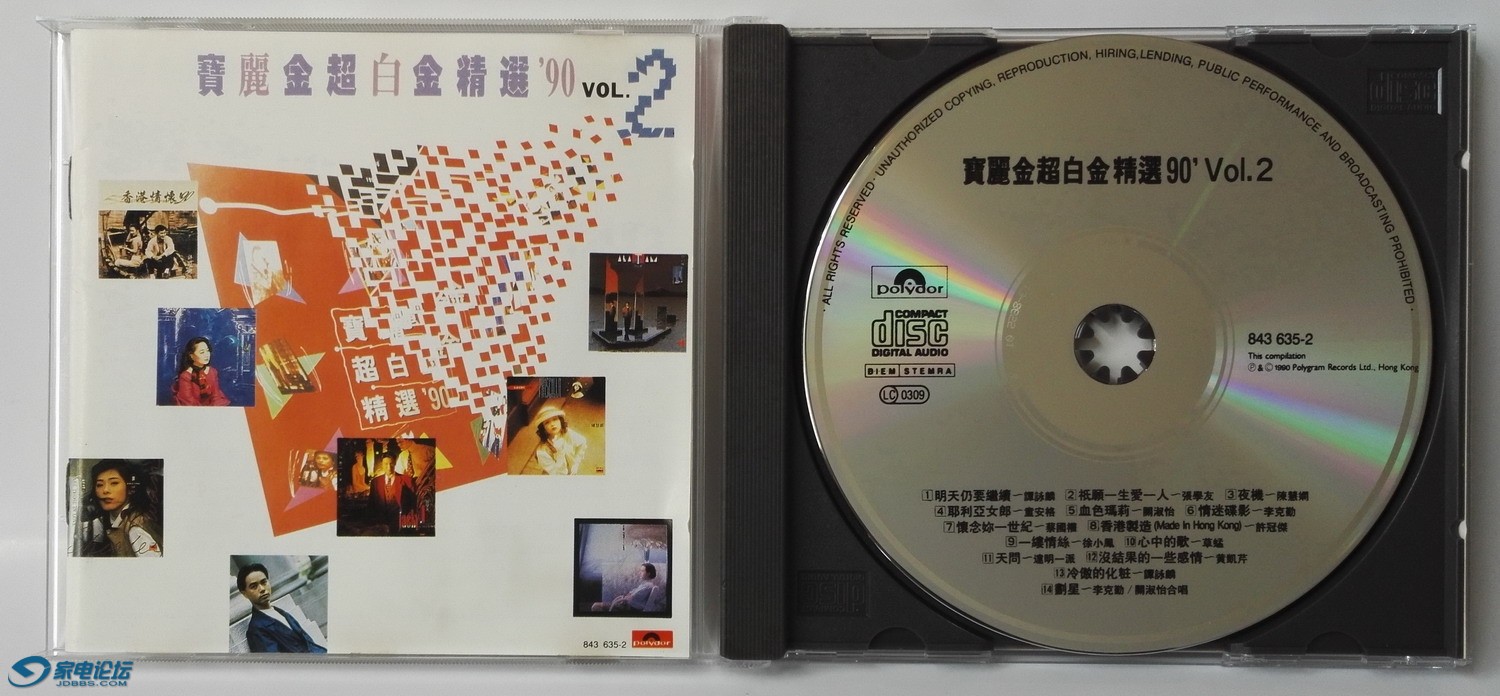 寶麗金超白金精選'90 VOL.2
香港情懷90
寶麗金
超白金
精選'90
843 635-2
polydor
家电论坛
JDBBS.COM
· ALL RIGHTS RESERVED · UNAUTHORIZED COPYING, REPRODUCTION, HIRING, LENDING, PUBLIC PERFORMANCE AND BROADCASTING PROHIBITED ·
寶麗金超白金精選90' Vol.2
polydor
COMPACT
disc
DIGITAL AUDIO
BIEM STEMRA
LC 0309
843 635-2
This compilation
℗ & © 1990 Polygram Records Ltd., Hong Kong
1 明天仍要繼續－譚詠麟 2 祇願一生愛一人－張學友 3 夜機－陳慧嫻
4 耶利亞女郎－童安格 5 血色瑪莉－關淑怡 6 情迷碟影－李克勤
7 懷念妳一世紀－蔡國權 8 香港製造(Made In Hong Kong)－許冠傑
9 一縷情絲－徐小鳳 10 心中的歌－草蜢
11 天問－達明一派 12 沒結果的一些感情－黃凱芹
13 冷傲的化粧－譚詠麟
14 劃星－李克勤/關淑怡合唱